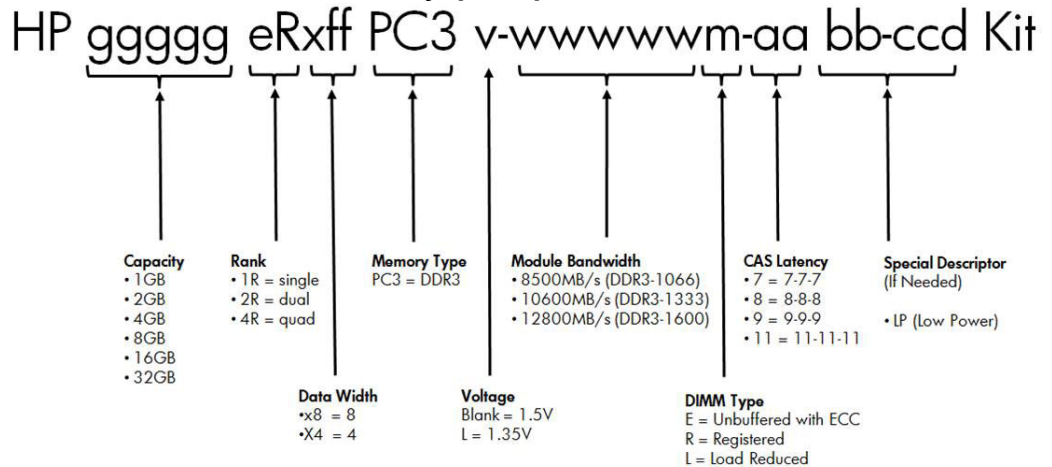 HP ggggg eRxff PC3 v-wwwwwm-aa bb-ccd Kit
Capacity
• 1GB
• 2GB
• 4GB
• 8GB
• 16GB
• 32GB
Rank
• 1R = single
• 2R = dual
• 4R = quad
Memory Type
PC3 = DDR3
Module Bandwidth
• 8500MB/s (DDR3-1066)
• 10600MB/s (DDR3-1333)
• 12800MB/s (DDR3-1600)
CAS Latency
• 7 = 7-7-7
• 8 = 8-8-8
• 9 = 9-9-9
• 11 = 11-11-11
Special Descriptor
(If Needed)
• LP (Low Power)
Data Width
•x8 = 8
•X4 = 4
Voltage
Blank = 1.5V
L = 1.35V
DIMM Type
E = Unbuffered with ECC
R = Registered
L = Load Reduced